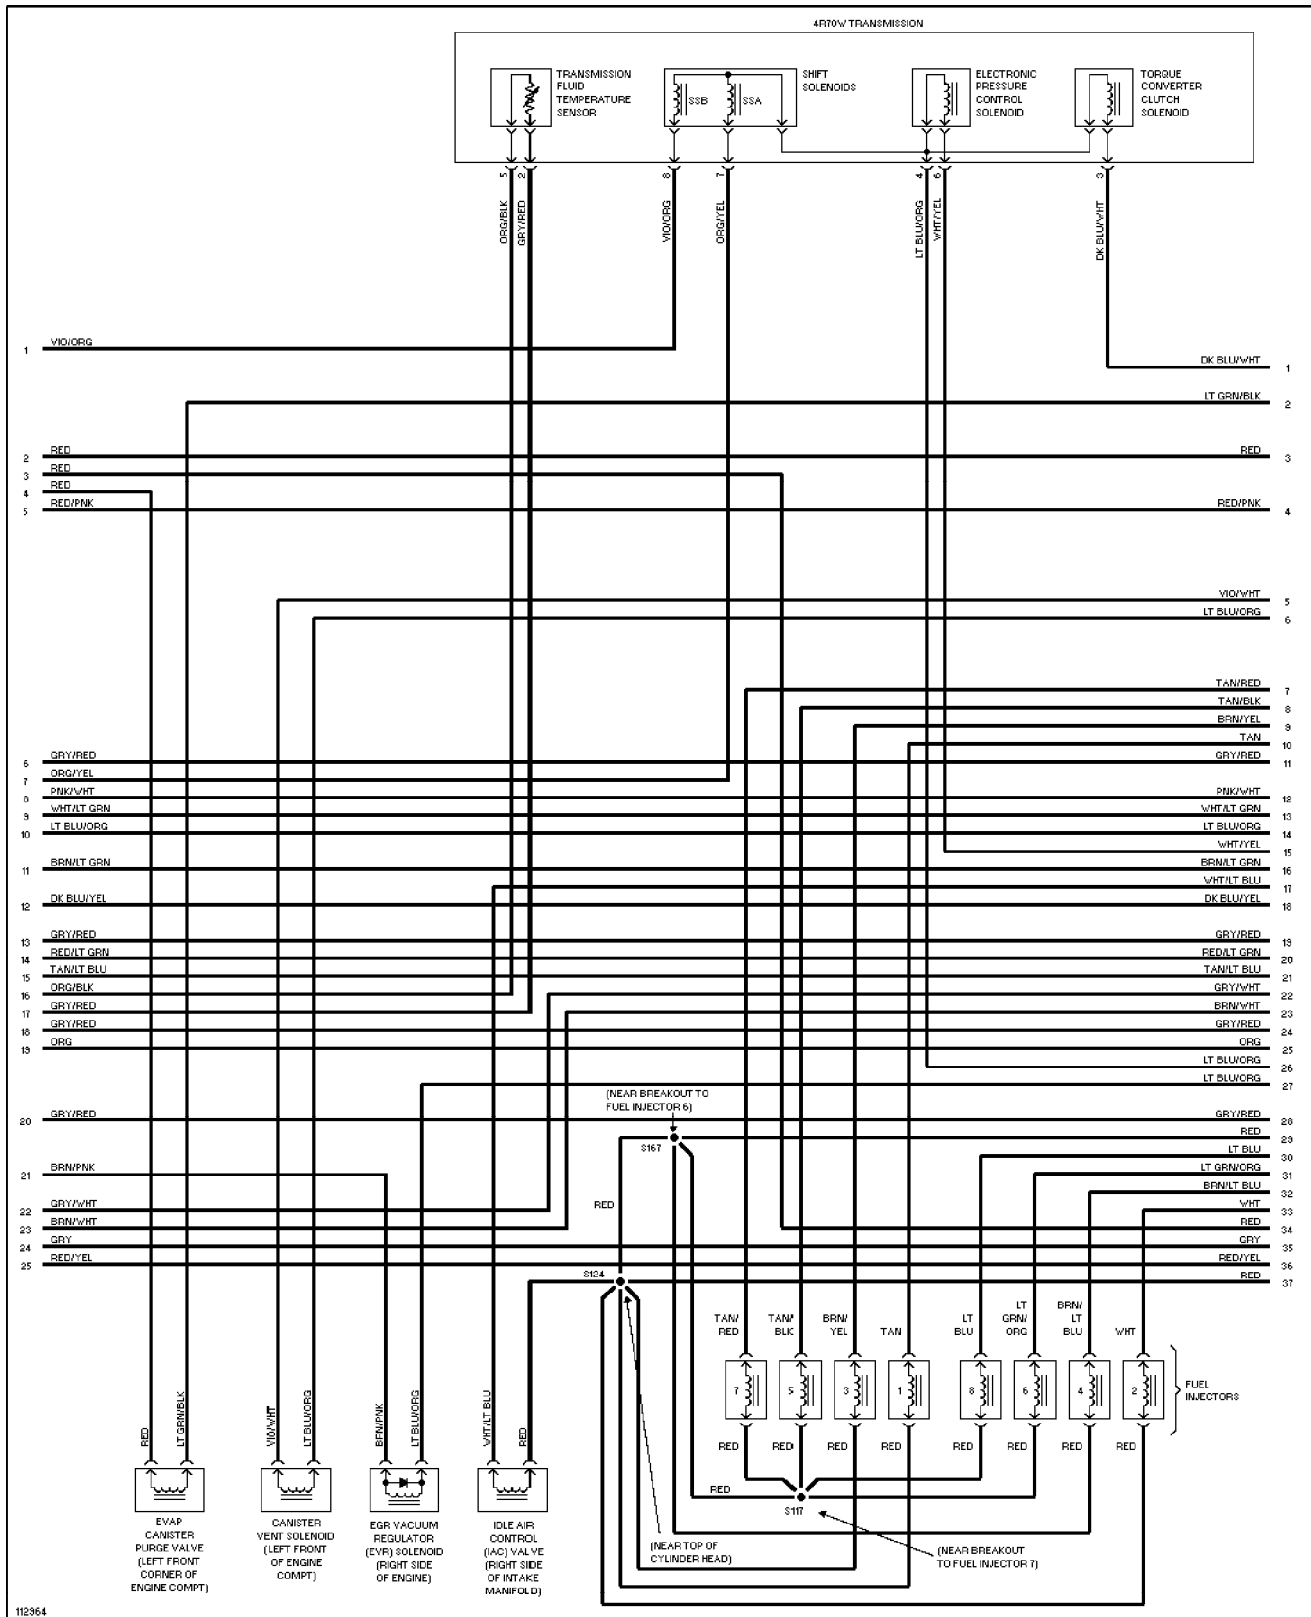 4R70W TRANSMISSION
TRANSMISSION
FLUID
TEMPERATURE
SENSOR
SSB
SSA
SHIFT
SOLENOIDS
ELECTRONIC
PRESSURE
CONTROL
SOLENOID
TORQUE
CONVERTER
CLUTCH
SOLENOID
5
2
8
7
4
6
3
ORG/BLK
GRY/RED
VIO/ORG
ORG/YEL
LT BLU/ORG
WHT/YEL
DK BLU/WHT
1 VIO/ORG
DK BLU/WHT 1
LT GRN/BLK 2
2 RED
RED 3
3 RED
4 RED
5 RED/PNK
RED/PNK 4
VIO/WHT 5
LT BLU/ORG 6
TAN/RED 7
TAN/BLK 8
BRN/YEL 9
TAN 10
6 GRY/RED
GRY/RED 11
7 ORG/YEL
PNK/WHT
PNK/WHT 12
9 WHT/LT GRN
WHT/LT GRN 13
10 LT BLU/ORG
LT BLU/ORG 14
WHT/YEL 15
11 BRN/LT GRN
BRN/LT GRN 16
WHT/LT BLU 17
12 DK BLU/YEL
DK BLU/YEL 18
13 GRY/RED
GRY/RED 19
14 RED/LT GRN
RED/LT GRN 20
15 TAN/LT BLU
TAN/LT BLU 21
16 ORG/BLK
GRY/WHT 22
17 GRY/RED
BRN/WHT 23
18 GRY/RED
GRY/RED 24
19 ORG
ORG 25
LT BLU/ORG 26
LT BLU/ORG 27
(NEAR BREAKOUT TO
FUEL INJECTOR 6)
20 GRY/RED
GRY/RED 28
RED 29
S167
LT BLU 30
21 BRN/PNK
LT GRN/ORG 31
BRN/LT BLU 32
RED
22 GRY/WHT
WHT 33
23 BRN/WHT
RED 34
24 GRY
GRY 35
25 RED/YEL
RED/YEL 36
S124
RED 37
TAN/
RED
TAN/
BLK
BRN/
YEL
TAN
LT
BLU
LT
GRN/
ORG
BRN/
LT
BLU
WHT
7
5
3
1
8
6
4
2
FUEL
INJECTORS
RED
RED
RED
RED
RED
RED
RED
RED
RED
LT GRN/BLK
VIO/WHT
LT BLU/ORG
BRN/PNK
LT BLU/ORG
WHT/LT BLU
RED
RED
S117
EVAP
CANISTER
PURGE VALVE
(LEFT FRONT
CORNER OF
ENGINE COMPT)
CANISTER
VENT SOLENOID
(LEFT FRONT
OF ENGINE
COMPT)
EGR VACUUM
REGULATOR
(EVR) SOLENOID
(RIGHT SIDE
OF ENGINE)
IDLE AIR
CONTROL
(IAC) VALVE
(RIGHT SIDE
OF INTAKE
MANIFOLD)
(NEAR TOP OF
CYLINDER HEAD)
(NEAR BREAKOUT
TO FUEL INJECTOR 7)
112364